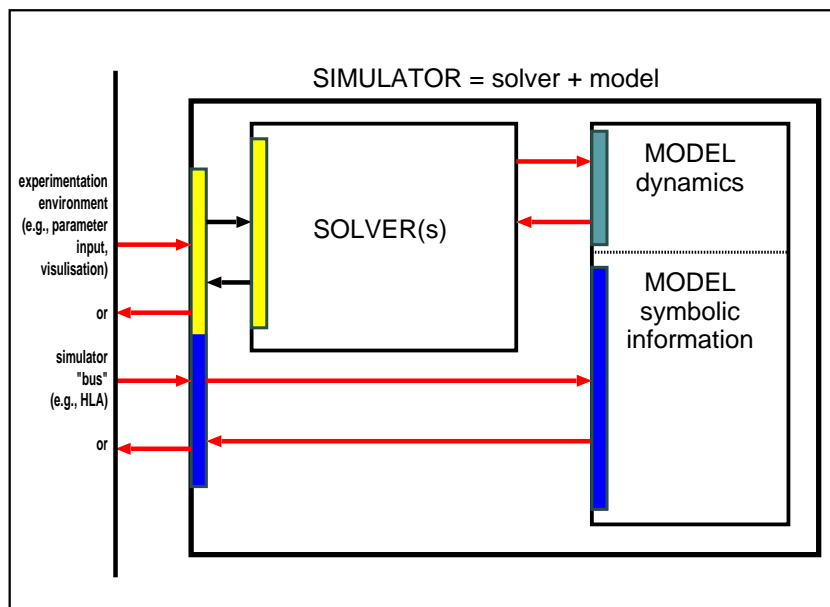 SIMULATOR = solver + model
experimentation
environment
(e.g., parameter
input,
visulisation)
or
simulator
"bus"
(e.g., HLA)
or
SOLVER(s)
MODEL
dynamics
MODEL
symbolic
information